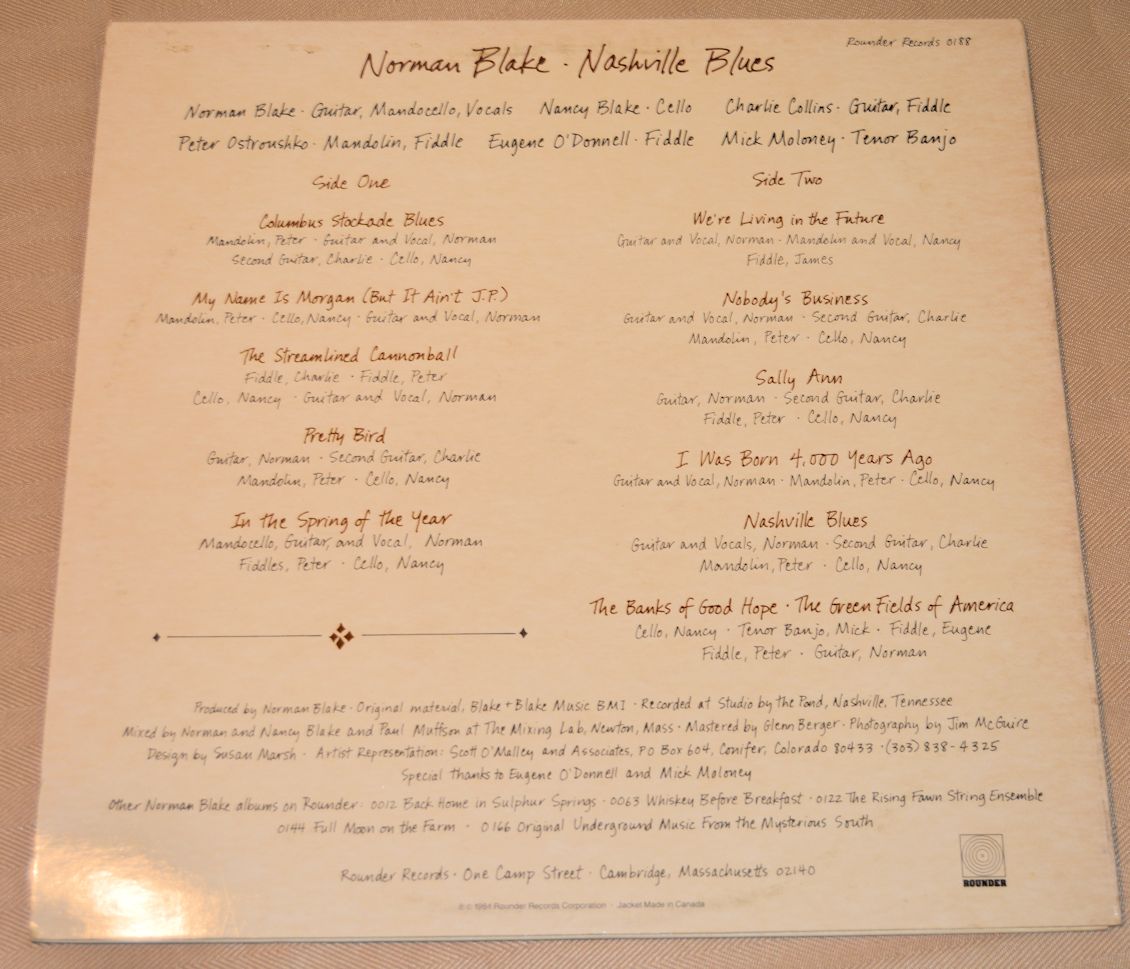 Rounder Records 0188
Norman Blake · Nashville Blues
Norman Blake · Guitar, Mandocello, Vocals Nancy Blake · Cello Charlie Collins · Guitar, Fiddle
Peter Ostroushko · Mandolin, Fiddle Eugene O'Donnell · Fiddle Mick Moloney · Tenor Banjo
Side One
Columbus Stockade Blues
Mandolin, Peter · Guitar and Vocal, Norman
Second Guitar, Charlie · Cello, Nancy
My Name Is Morgan (But It Ain't J.P.)
Mandolin, Peter · Cello, Nancy · Guitar and Vocal, Norman
The Streamlined Cannonball
Fiddle, Charlie · Fiddle, Peter
Cello, Nancy · Guitar and Vocal, Norman
Pretty Bird
Guitar, Norman · Second Guitar, Charlie
Mandolin, Peter · Cello, Nancy
In the Spring of the Year
Mandocello, Guitar, and Vocal, Norman
Fiddles, Peter · Cello, Nancy
Side Two
We're Living in the Future
Guitar and Vocal, Norman · Mandolin and Vocal, Nancy
Fiddle, James
Nobody's Business
Guitar and Vocal, Norman · Second Guitar, Charlie
Mandolin, Peter · Cello, Nancy
Sally Ann
Guitar, Norman · Second Guitar, Charlie
Fiddle, Peter · Cello, Nancy
I Was Born 4,000 Years Ago
Guitar and Vocal, Norman · Mandolin, Peter · Cello, Nancy
Nashville Blues
Guitar and Vocals, Norman · Second Guitar, Charlie
Mandolin, Peter · Cello, Nancy
The Banks of Good Hope · The Green Fields of America
Cello, Nancy · Tenor Banjo, Mick · Fiddle, Eugene
Fiddle, Peter · Guitar, Norman
Produced by Norman Blake · Original material, Blake + Blake Music BMI · Recorded at Studio by the Pond, Nashville, Tennessee
Mixed by Norman and Nancy Blake and Paul Muffson at The Mixing Lab, Newton, Mass · Mastered by Glenn Berger · Photography by Jim McGuire
Design by Susan Marsh · Artist Representation: Scott O'Malley and Associates, PO Box 604, Conifer, Colorado 80433 · (303) 838-4325
Special thanks to Eugene O'Donnell and Mick Moloney
Other Norman Blake albums on Rounder: 0012 Back Home in Sulphur Springs · 0063 Whiskey Before Breakfast · 0122 The Rising Fawn String Ensemble
0144 Full Moon on the Farm · 0166 Original Underground Music From the Mysterious South
Rounder Records · One Camp Street · Cambridge, Massachusetts 02140
ROUNDER
℗ © 1984 Rounder Records Corporation · Jacket Made in Canada